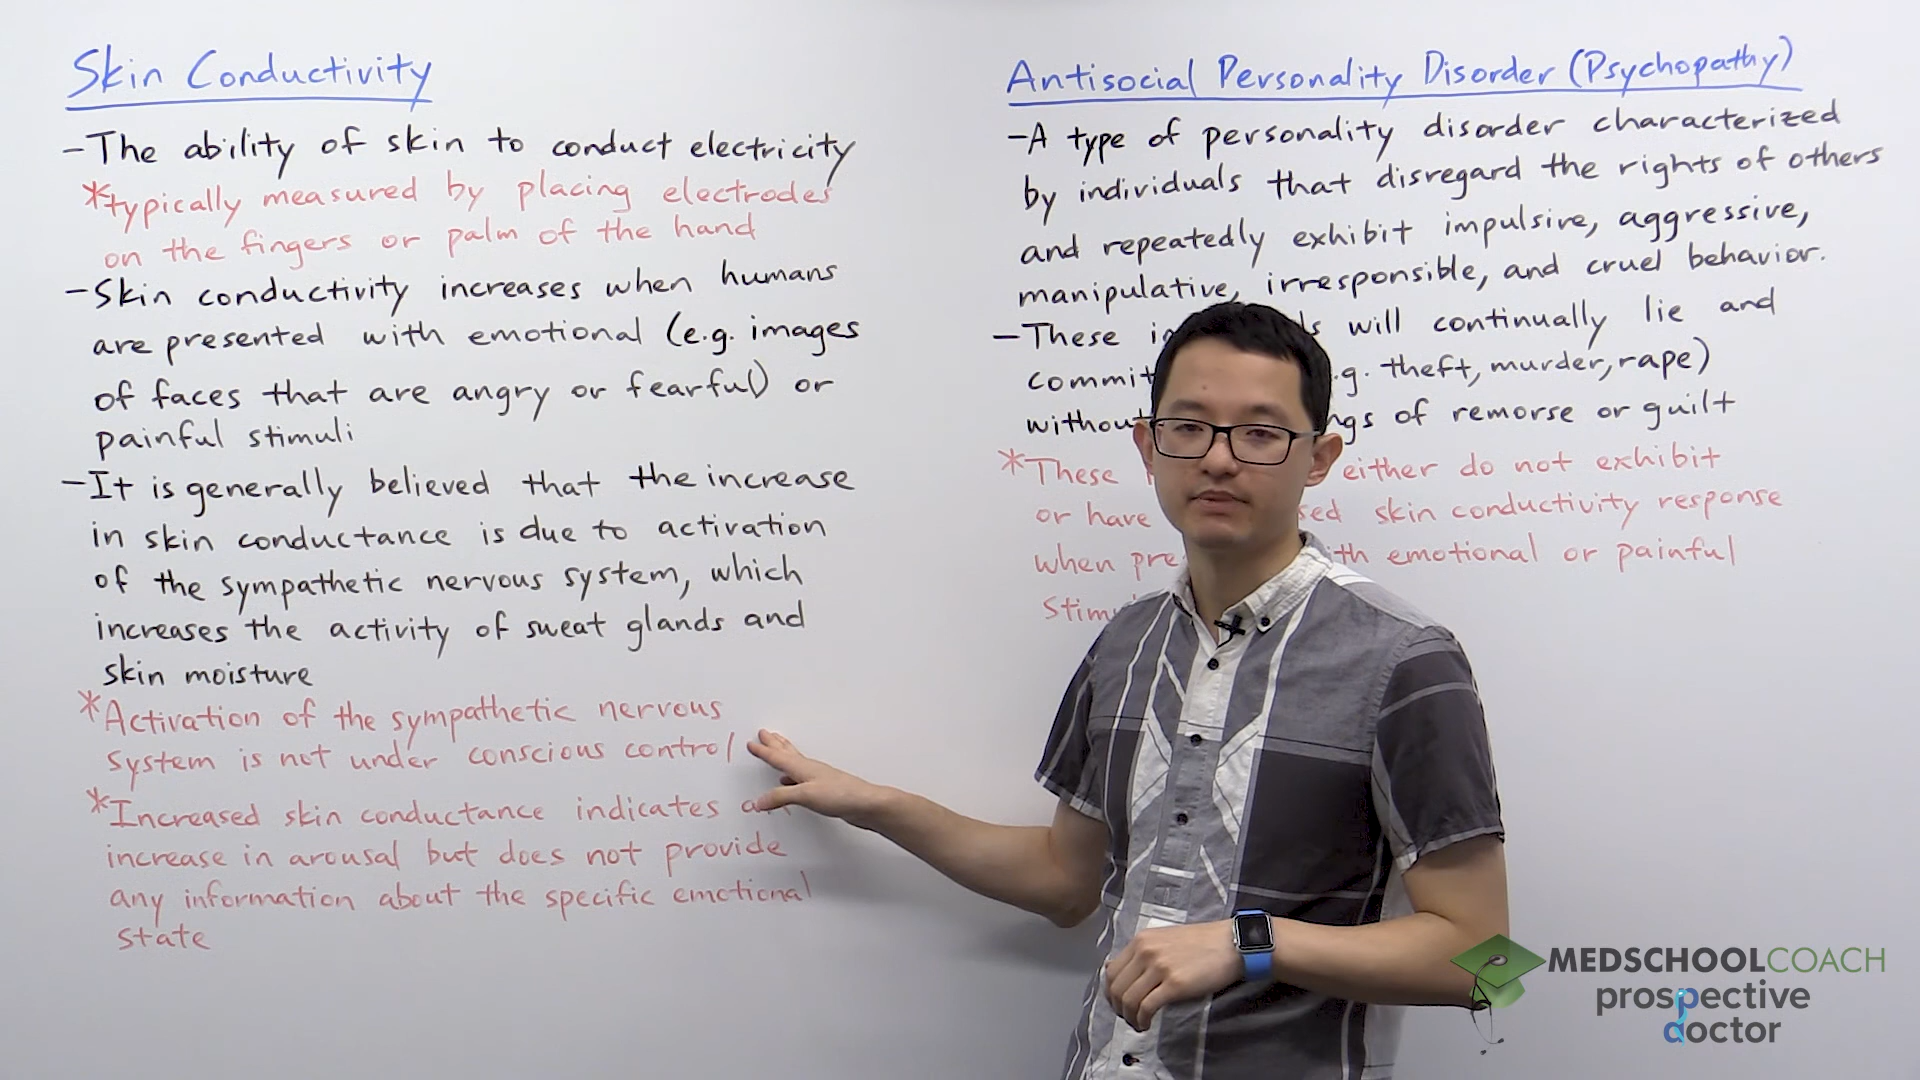 Skin Conductivity
-The ability of skin to conduct electricity
*typically measured by placing electrodes
on the fingers or palm of the hand
-Skin conductivity increases when humans
are presented with emotional (e.g. images
of faces that are angry or fearful) or
painful stimuli
-It is generally believed that the increase
in skin conductance is due to activation
of the sympathetic nervous system, which
increases the activity of sweat glands and
skin moisture
*Activation of the sympathetic nervous
system is not under conscious control
*Increased skin conductance indicates
increase in arousal but does not provide
any information about the specific emotional
state
Antisocial Personality Disorder (Psychopathy)
-A type of personality disorder characterized
by individuals that disregard the rights of others
and repeatedly exhibit impulsive, aggressive,
manipulative, irresponsible, and cruel behavior.
-These will continually lie and
commit theft, murder, rape)
without of remorse or guilt
*These either do not exhibit
or have skin conductivity response
when emotional or painful
MEDSCHOOLCOACH
prospective
doctor